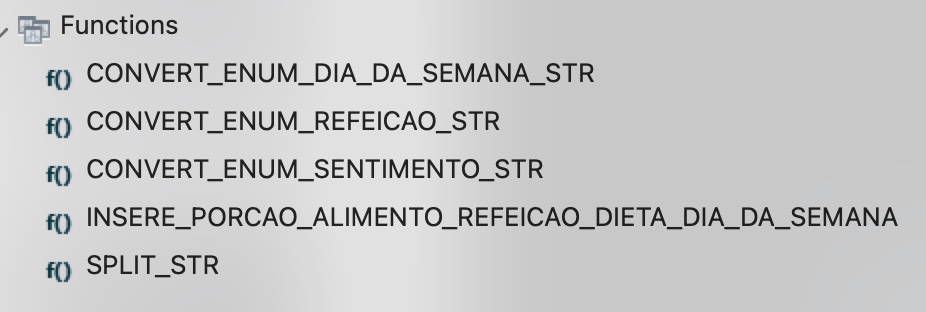 Functions
f() CONVERT_ENUM_DIA_DA_SEMANA_STR
f() CONVERT_ENUM_REFEICAO_STR
f() CONVERT_ENUM_SENTIMENTO_STR
f() INSERE_PORCAO_ALIMENTO_REFEICAO_DIETA_DIA_DA_SEMANA
f() SPLIT_STR